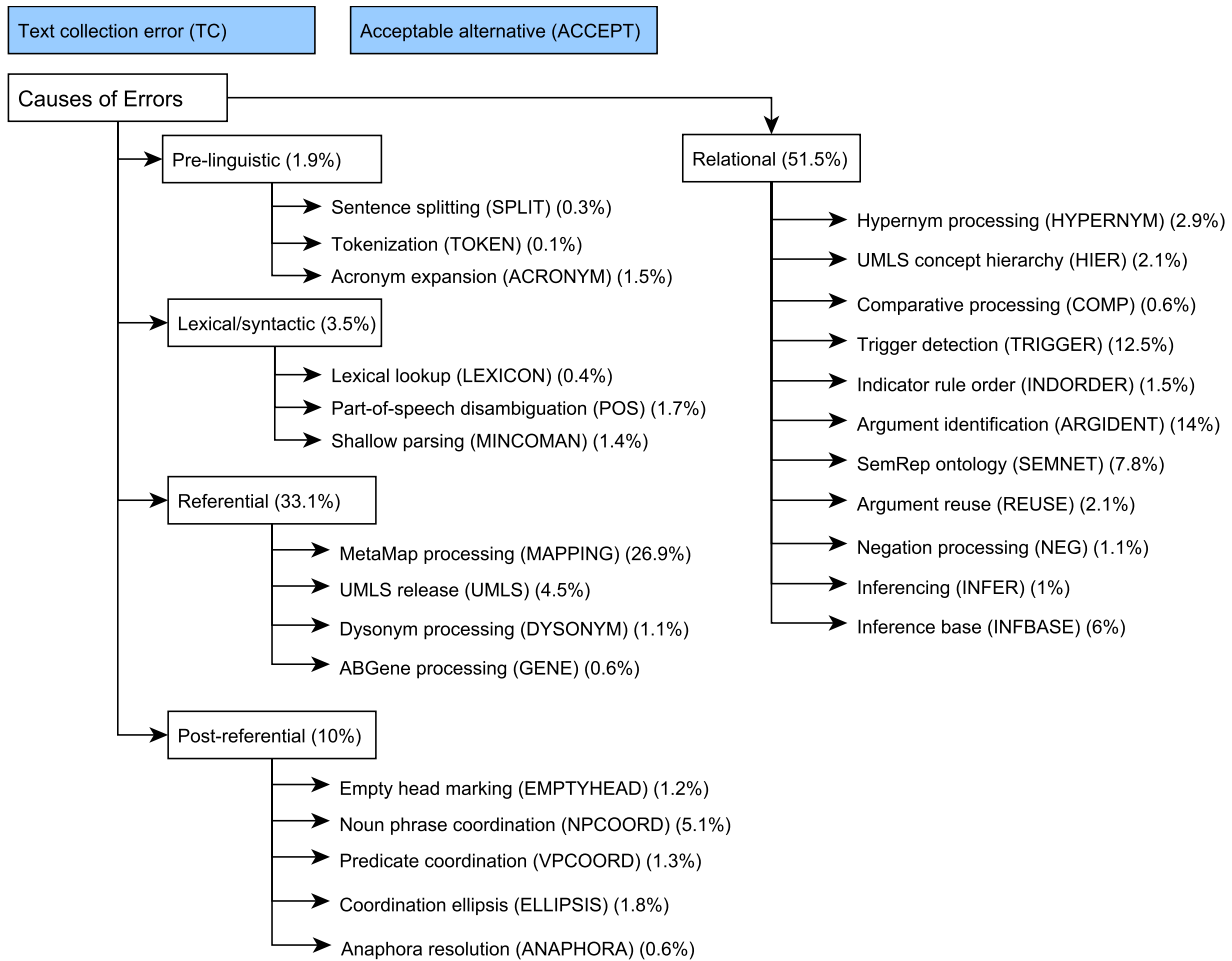 Text collection error (TC)
Acceptable alternative (ACCEPT)
Causes of Errors
Pre-linguistic (1.9%)
Sentence splitting (SPLIT) (0.3%)
Tokenization (TOKEN) (0.1%)
Acronym expansion (ACRONYM) (1.5%)
Lexical/syntactic (3.5%)
Lexical lookup (LEXICON) (0.4%)
Part-of-speech disambiguation (POS) (1.7%)
Shallow parsing (MINCOMAN) (1.4%)
Referential (33.1%)
MetaMap processing (MAPPING) (26.9%)
UMLS release (UMLS) (4.5%)
Dysonym processing (DYSONYM) (1.1%)
ABGene processing (GENE) (0.6%)
Post-referential (10%)
Empty head marking (EMPTYHEAD) (1.2%)
Noun phrase coordination (NPCOORD) (5.1%)
Predicate coordination (VPCOORD) (1.3%)
Coordination ellipsis (ELLIPSIS) (1.8%)
Anaphora resolution (ANAPHORA) (0.6%)
Relational (51.5%)
Hypernym processing (HYPERNYM) (2.9%)
UMLS concept hierarchy (HIER) (2.1%)
Comparative processing (COMP) (0.6%)
Trigger detection (TRIGGER) (12.5%)
Indicator rule order (INDORDER) (1.5%)
Argument identification (ARGIDENT) (14%)
SemRep ontology (SEMNET) (7.8%)
Argument reuse (REUSE) (2.1%)
Negation processing (NEG) (1.1%)
Inferencing (INFER) (1%)
Inference base (INFBASE) (6%)